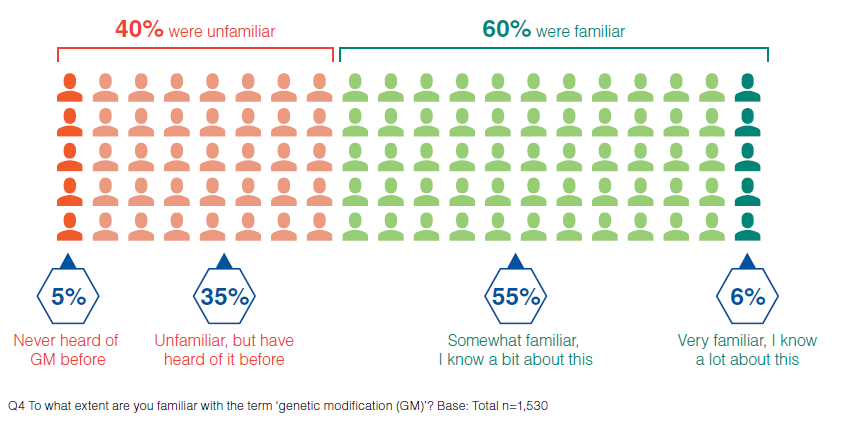 40% were unfamiliar
60% were familiar
5%
35%
55%
6%
Never heard of
GM before
Unfamiliar, but have
heard of it before
Somewhat familiar,
I know a bit about this
Very familiar, I know
a lot about this
Q4 To what extent are you familiar with the term ‘genetic modification (GM)’? Base: Total n=1,530